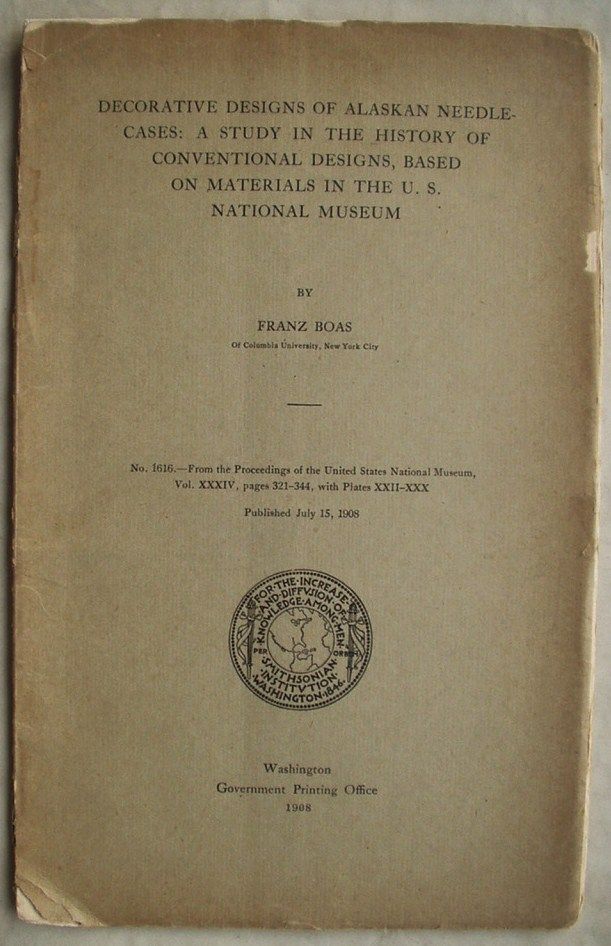 DECORATIVE DESIGNS OF ALASKAN NEEDLE-
CASES: A STUDY IN THE HISTORY OF
CONVENTIONAL DESIGNS, BASED
ON MATERIALS IN THE U. S.
NATIONAL MUSEUM
BY
FRANZ BOAS
Of Columbia University, New York City
No. 1616.—From the Proceedings of the United States National Museum,
Vol. XXXIV, pages 321–344, with Plates XXII–XXX
Published July 15, 1908
FOR·THE·INCREASE
AND·DIFFVSION·OF
KNOWLEDGE·AMONG·MEN
PER ORBEM
SMITHSONIAN
INSTITVTION
WASHINGTON·1846
Washington
Government Printing Office
1908